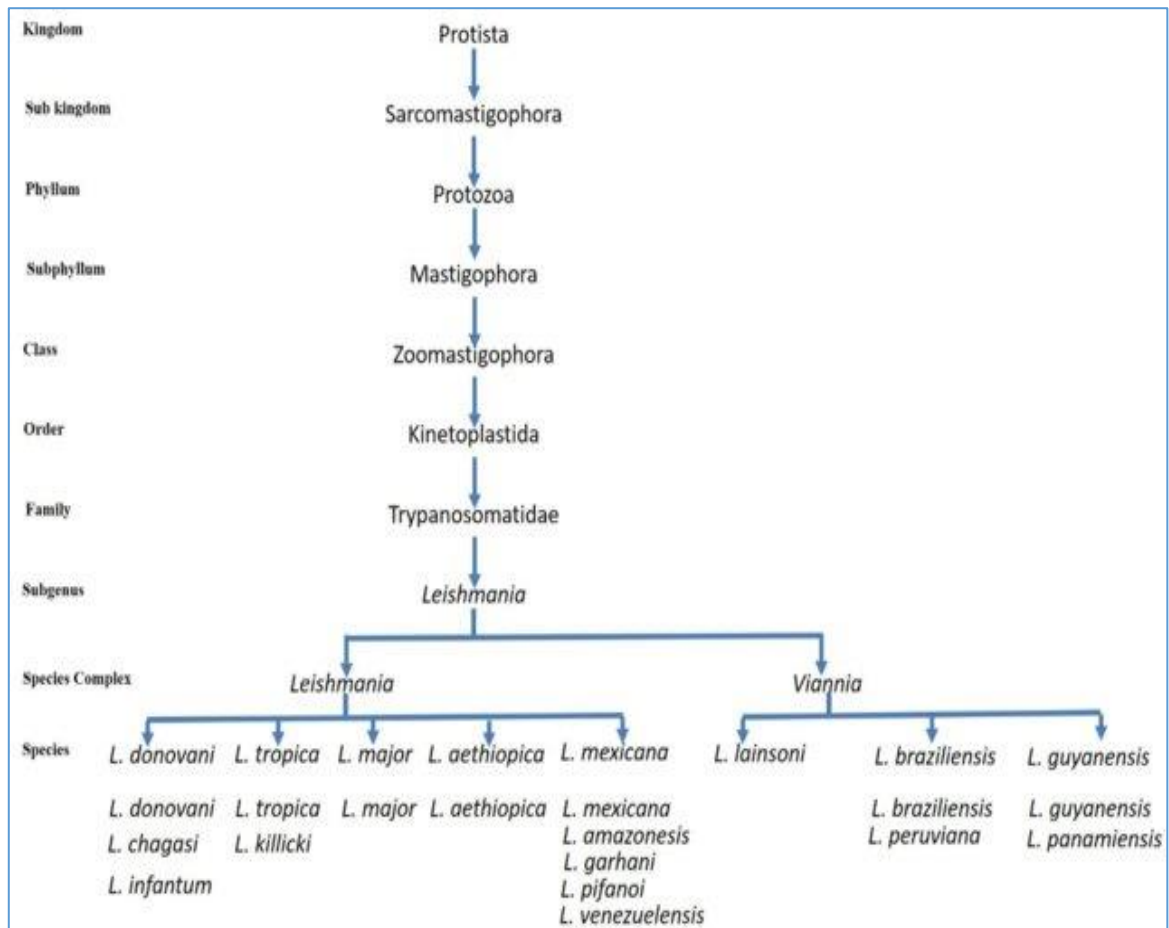 Kingdom Protista
Sub kingdom Sarcomastigophora
Phyllum Protozoa
Subphyllum Mastigophora
Class Zoomastigophora
Order Kinetoplastida
Family Trypanosomatidae
Subgenus Leishmania
Species Complex Leishmania Viannia
Species L. donovani L. tropica L. major L. aethiopica L. mexicana L. lainsoni L. braziliensis L. guyanensis
L. donovani L. tropica L. major L. aethiopica L. mexicana L. braziliensis L. guyanensis
L. chagasi L. killicki L. amazonesis L. peruviana L. panamiensis
L. garhani
L. infantum L. pifanoi
L. venezuelensis